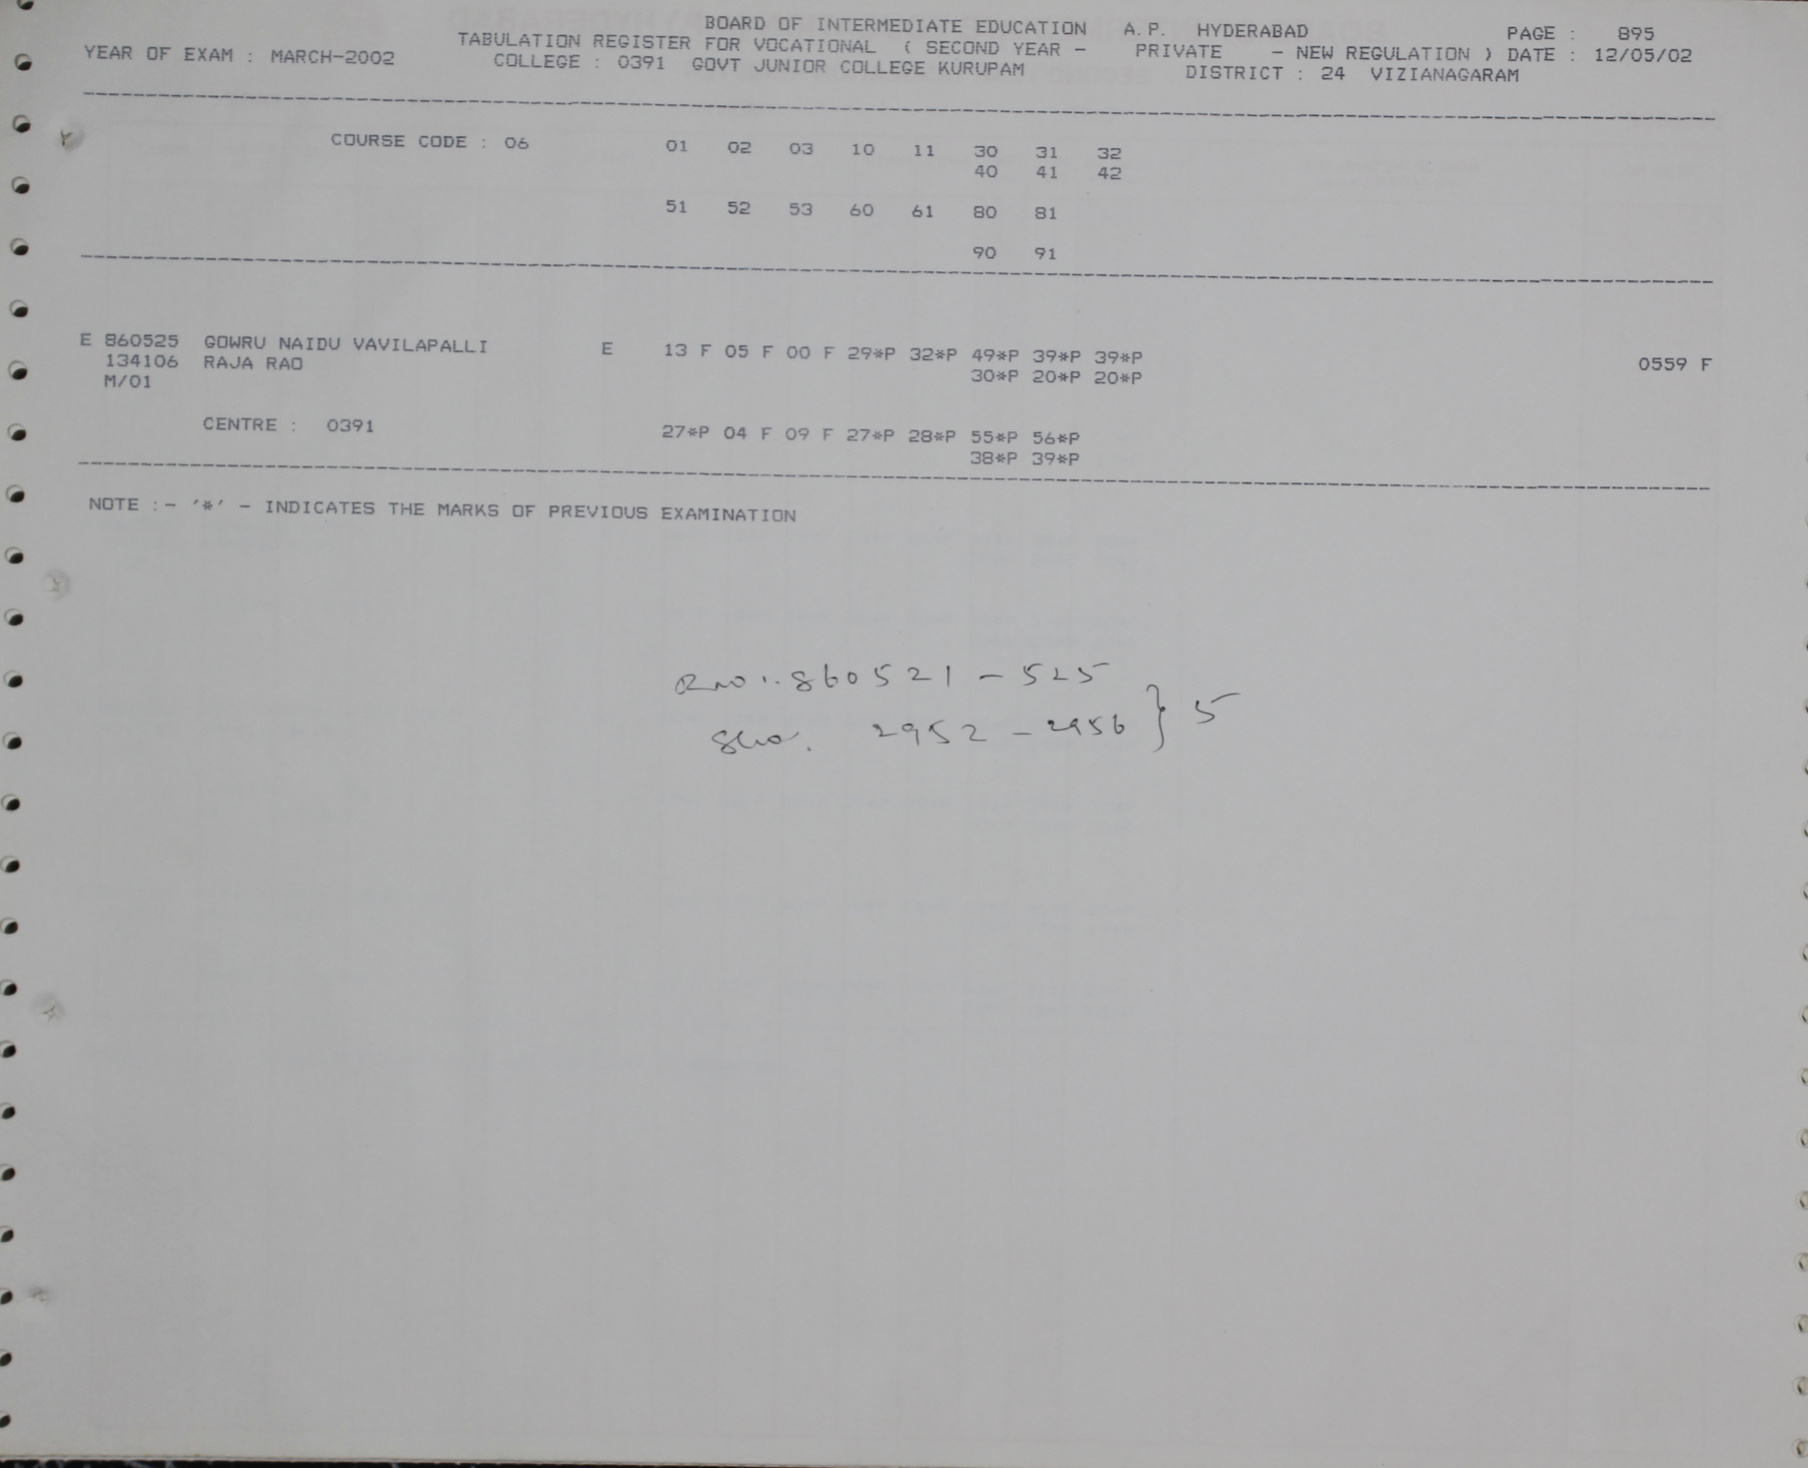 BOARD OF INTERMEDIATE EDUCATION A.P. HYDERABAD PAGE : 895
YEAR OF EXAM : MARCH-2002 TABULATION REGISTER FOR VOCATIONAL ( SECOND YEAR - PRIVATE - NEW REGULATION ) DATE : 12/05/02
COLLEGE : 0391 GOVT JUNIOR COLLEGE KURUPAM DISTRICT : 24 VIZIANAGARAM
COURSE CODE : 06 01 02 03 10 11 30 31 32
40 41 42
51 52 53 60 61 80 81
90 91
E 860525 GOWRU NAIDU VAVILAPALLI E 13 F 05 F 00 F 29*P 32*P 49*P 39*P 39*P 0559 F
134106 RAJA RAO 30*P 20*P 20*P
M/01
CENTRE : 0391 27*P 04 F 09 F 27*P 28*P 55*P 56*P
38*P 39*P
NOTE :- '*' - INDICATES THE MARKS OF PREVIOUS EXAMINATION
RNO:. 860521 - 525
2952 - 2956 } 5